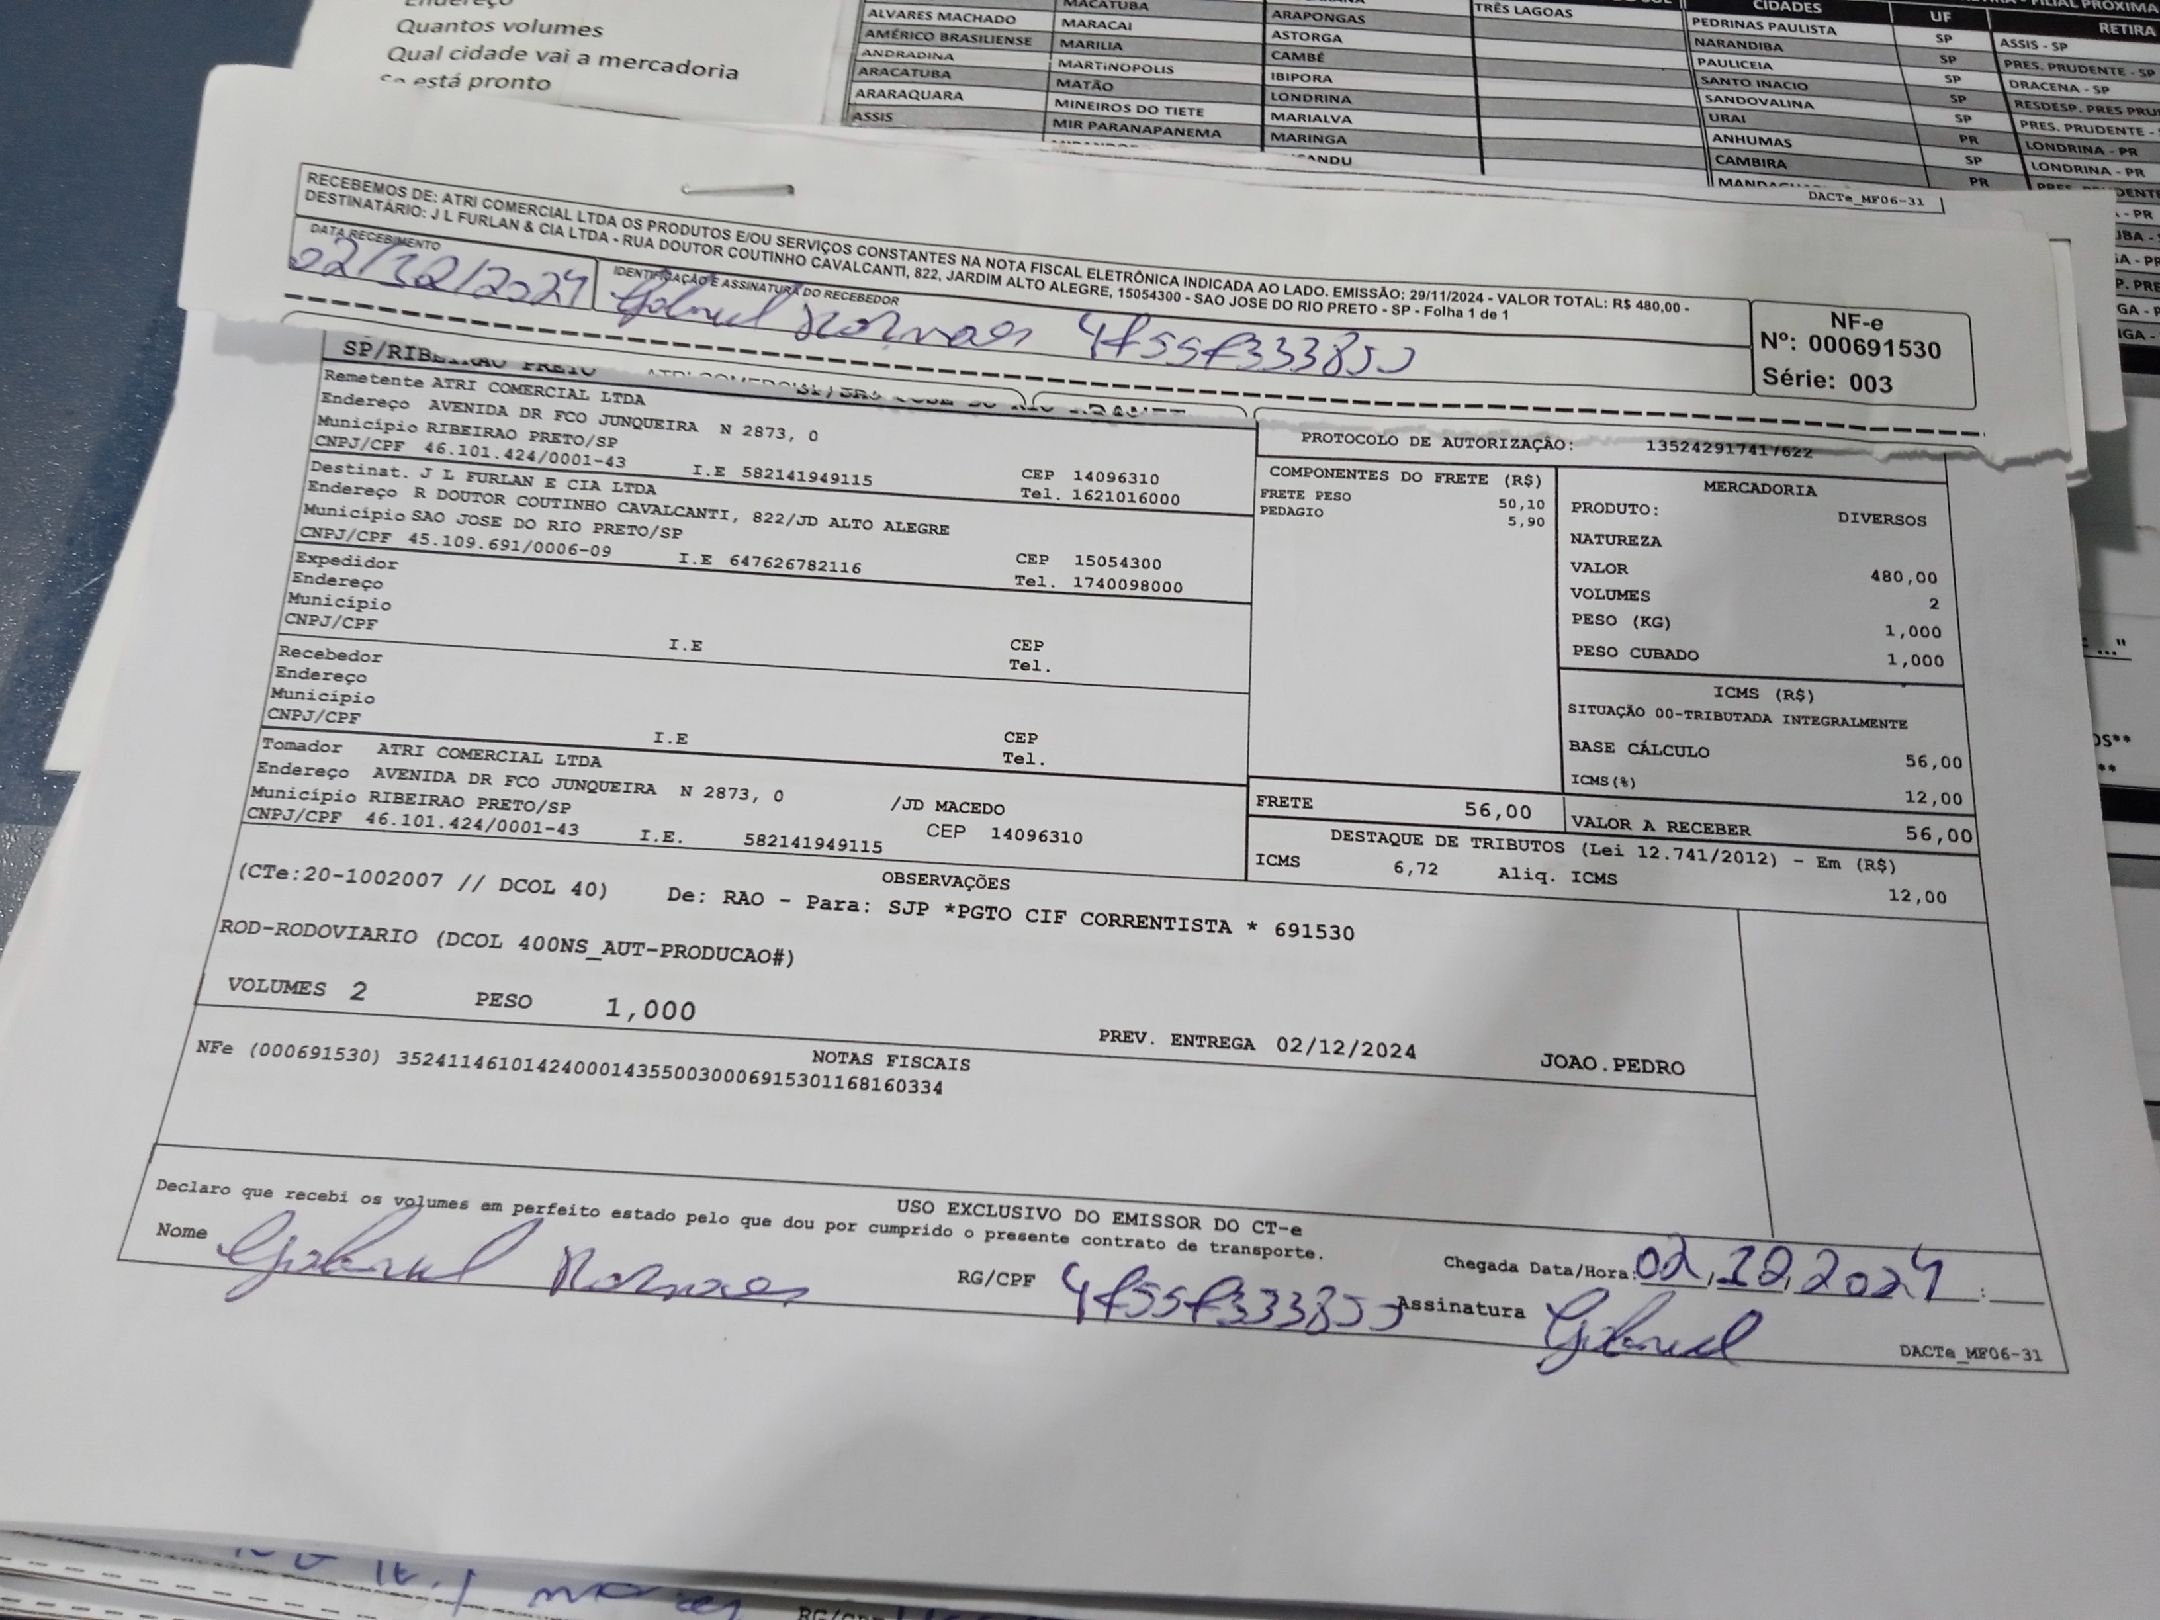 Quantos volumes
Qual cidade vai a mercadoria
está pronto
MACATUBA
TRÊS LAGOAS
CIDADES
UF
RETIRA
ALVARES MACHADO MARACAI ARAPONGAS PEDRINAS PAULISTA SP ASSIS - SP
AMÉRICO BRASILIENSE MARILIA ASTORGA NARANDIBA SP PRES. PRUDENTE - SP
ANDRADINA MARTINOPOLIS CAMBÉ PAULICEIA SP DRACENA - SP
ARACATUBA MATÃO IBIPORA SANTO INACIO SP
ARARAQUARA MINEIROS DO TIETE LONDRINA SANDOVALINA SP
ASSIS MIR PARANAPANEMA MARIALVA URAI PR LONDRINA - PR
MARINGA ANHUMAS SP LONDRINA - PR
CAMBIRA PR
DACTe_MF06-31
RECEBEMOS DE: ATRI COMERCIAL LTDA OS PRODUTOS E/OU SERVIÇOS CONSTANTES NA NOTA FISCAL ELETRÔNICA INDICADA AO LADO. EMISSÃO: 29/11/2024 - VALOR TOTAL: R$ 480,00 -
DESTINATÁRIO: J L FURLAN & CIA LTDA - RUA DOUTOR COUTINHO CAVALCANTI, 822, JARDIM ALTO ALEGRE, 15054300 - SAO JOSE DO RIO PRETO - SP - Folha 1 de 1
DATA RECEBIMENTO
02/12/2024
IDENTIFICAÇÃO E ASSINATURA DO RECEBEDOR
Gabriel
NF-e
Nº: 000691530
Série: 003
SP/RIBEIRAO PRETO
Remetente ATRI COMERCIAL LTDA
Endereço AVENIDA DR FCO JUNQUEIRA N 2873, 0
Município RIBEIRAO PRETO/SP
CNPJ/CPF 46.101.424/0001-43 I.E 582141949115 CEP 14096310
Tel. 1621016000
Destinat. J L FURLAN E CIA LTDA
Endereço R DOUTOR COUTINHO CAVALCANTI, 822/JD ALTO ALEGRE
Município SAO JOSE DO RIO PRETO/SP
CNPJ/CPF 45.109.691/0006-09 I.E 647626782116 CEP 15054300
Tel. 1740098000
Expedidor
Endereço
Município
CNPJ/CPF I.E CEP
Tel.
Recebedor
Endereço
Município
CNPJ/CPF I.E CEP
Tel.
Tomador ATRI COMERCIAL LTDA
Endereço AVENIDA DR FCO JUNQUEIRA N 2873, 0 /JD MACEDO
Município RIBEIRAO PRETO/SP CEP 14096310
CNPJ/CPF 46.101.424/0001-43 I.E. 582141949115
PROTOCOLO DE AUTORIZAÇÃO: 135242917417622
COMPONENTES DO FRETE (R$)
FRETE PESO 50,10
PEDAGIO 5,90
MERCADORIA
PRODUTO: DIVERSOS
NATUREZA
VALOR 480,00
VOLUMES 2
PESO (KG) 1,000
PESO CUBADO 1,000
ICMS (R$)
SITUAÇÃO 00-TRIBUTADA INTEGRALMENTE
BASE CÁLCULO 56,00
ICMS(%) 12,00
FRETE 56,00 VALOR A RECEBER 56,00
DESTAQUE DE TRIBUTOS (Lei 12.741/2012) - Em (R$)
ICMS 6,72 Aliq. ICMS 12,00
OBSERVAÇÕES
(CTe:20-1002007 // DCOL 40) De: RAO - Para: SJP *PGTO CIF CORRENTISTA * 691530
ROD-RODOVIARIO (DCOL 400NS_AUT-PRODUCAO#)
VOLUMES 2 PESO 1,000 PREV. ENTREGA 02/12/2024 JOAO.PEDRO
NOTAS FISCAIS
NFe (000691530) 35241146101424000143550030006915301168160334
USO EXCLUSIVO DO EMISSOR DO CT-e
Declaro que recebi os volumes em perfeito estado pelo que dou por cumprido o presente contrato de transporte.
Chegada Data/Hora: 02,12,2024 :
Nome Gabriel
RG/CPF
Assinatura Gabriel
DACTe_MF06-31